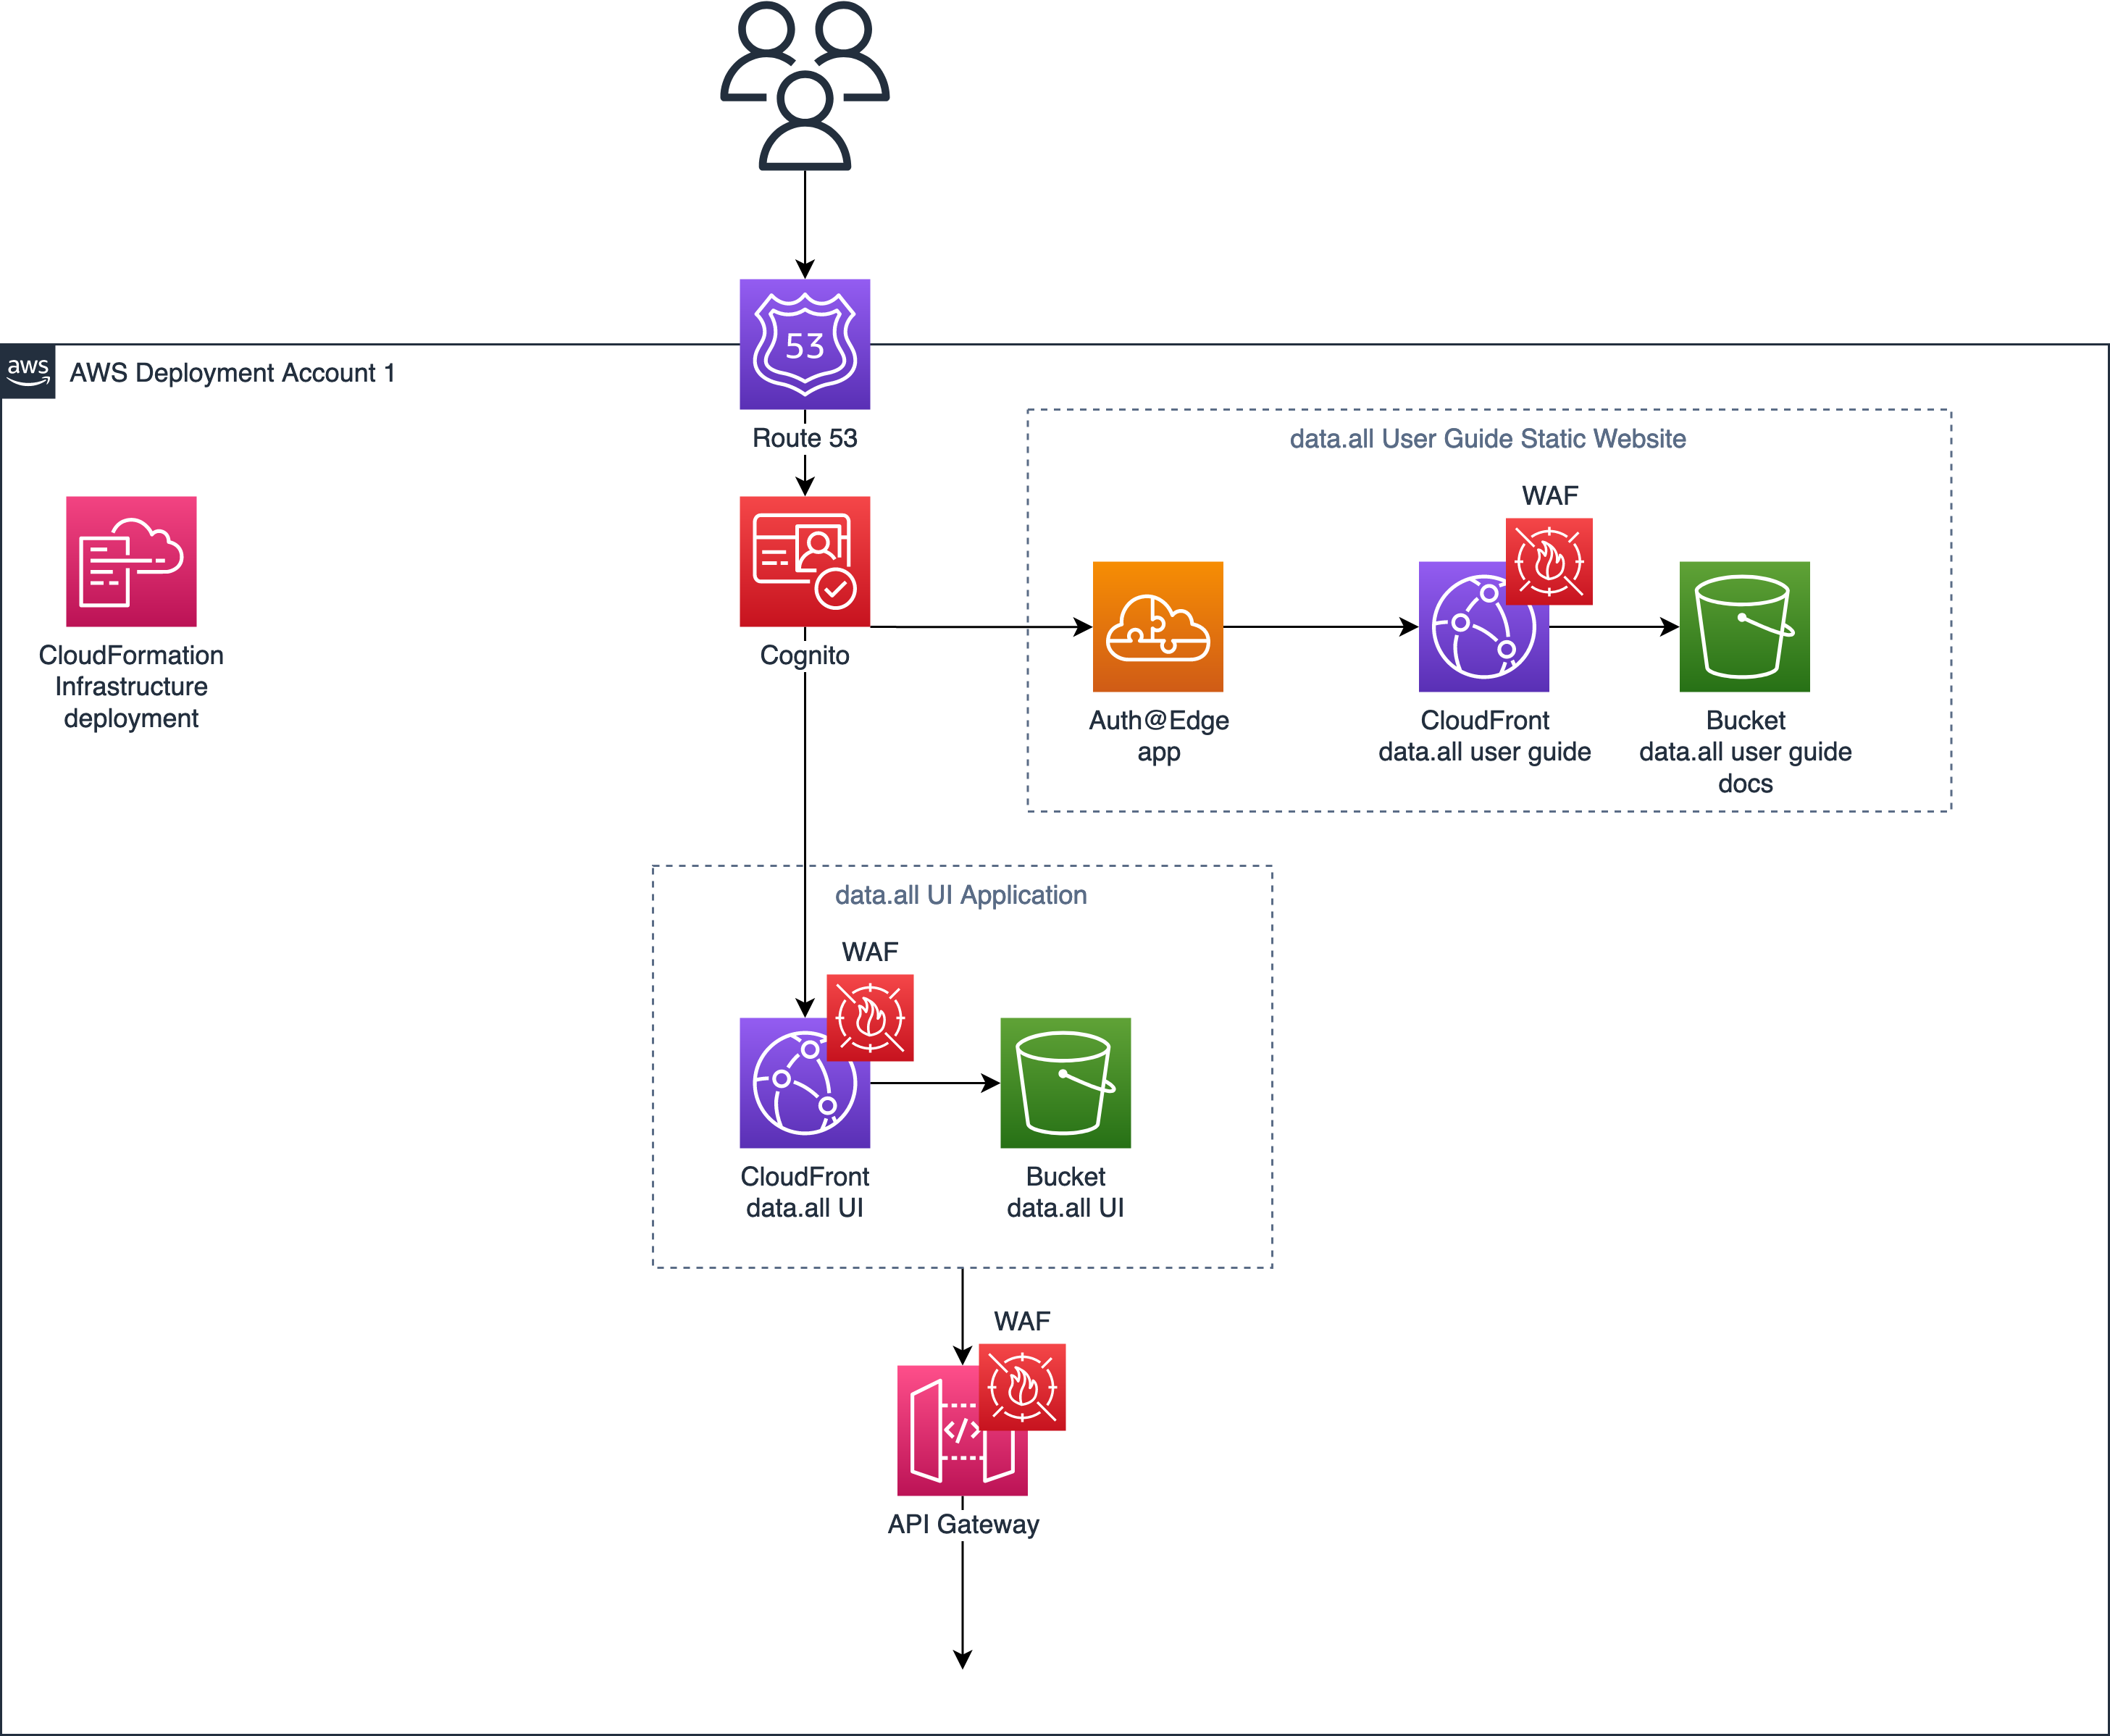 53
aws
AWS Deployment Account 1
Route 53
data.all User Guide Static Website
WAF
CloudFormation
Infrastructure
deployment
Cognito
Auth@Edge
app
CloudFront
data.all user guide
Bucket
data.all user guide
docs
data.all UI Application
WAF
CloudFront
data.all UI
Bucket
data.all UI
WAF
API Gateway